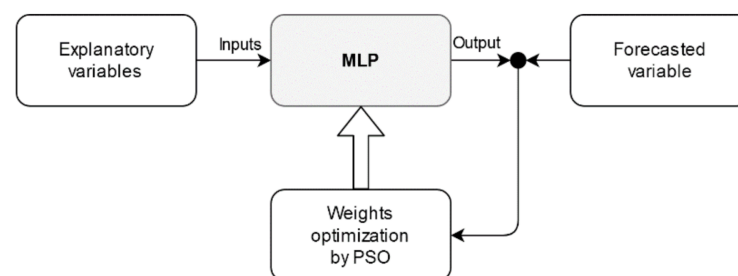 Explanatory
variables
Inputs
MLP
Output
Forecasted
variable
Weights
optimization
by PSO